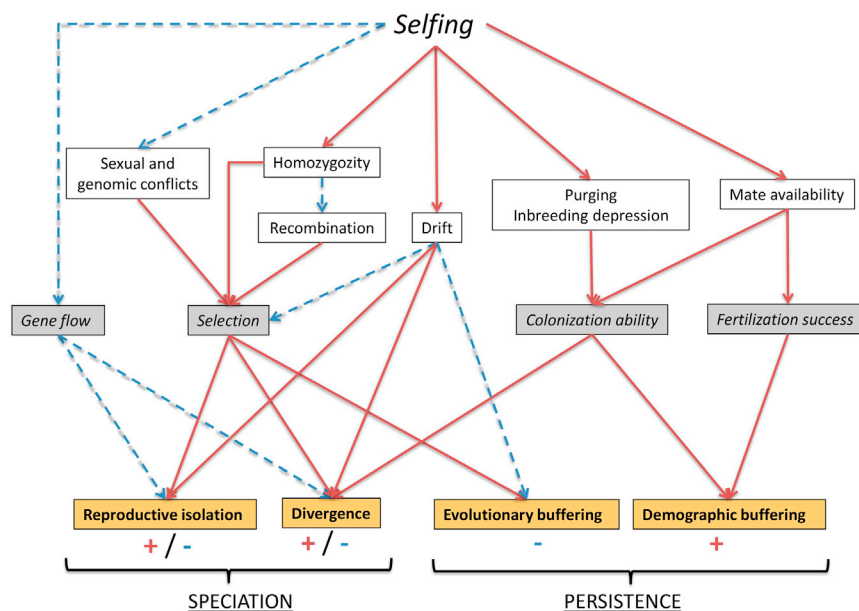 Selfing
Sexual and
genomic conflicts
Homozygozity
Purging
Inbreeding depression
Mate availability
Recombination
Drift
Gene flow
Selection
Colonization ability
Fertilization success
Reproductive isolation
Divergence
Evolutionary buffering
Demographic buffering
+ / -
+ / -
-
+
SPECIATION
PERSISTENCE